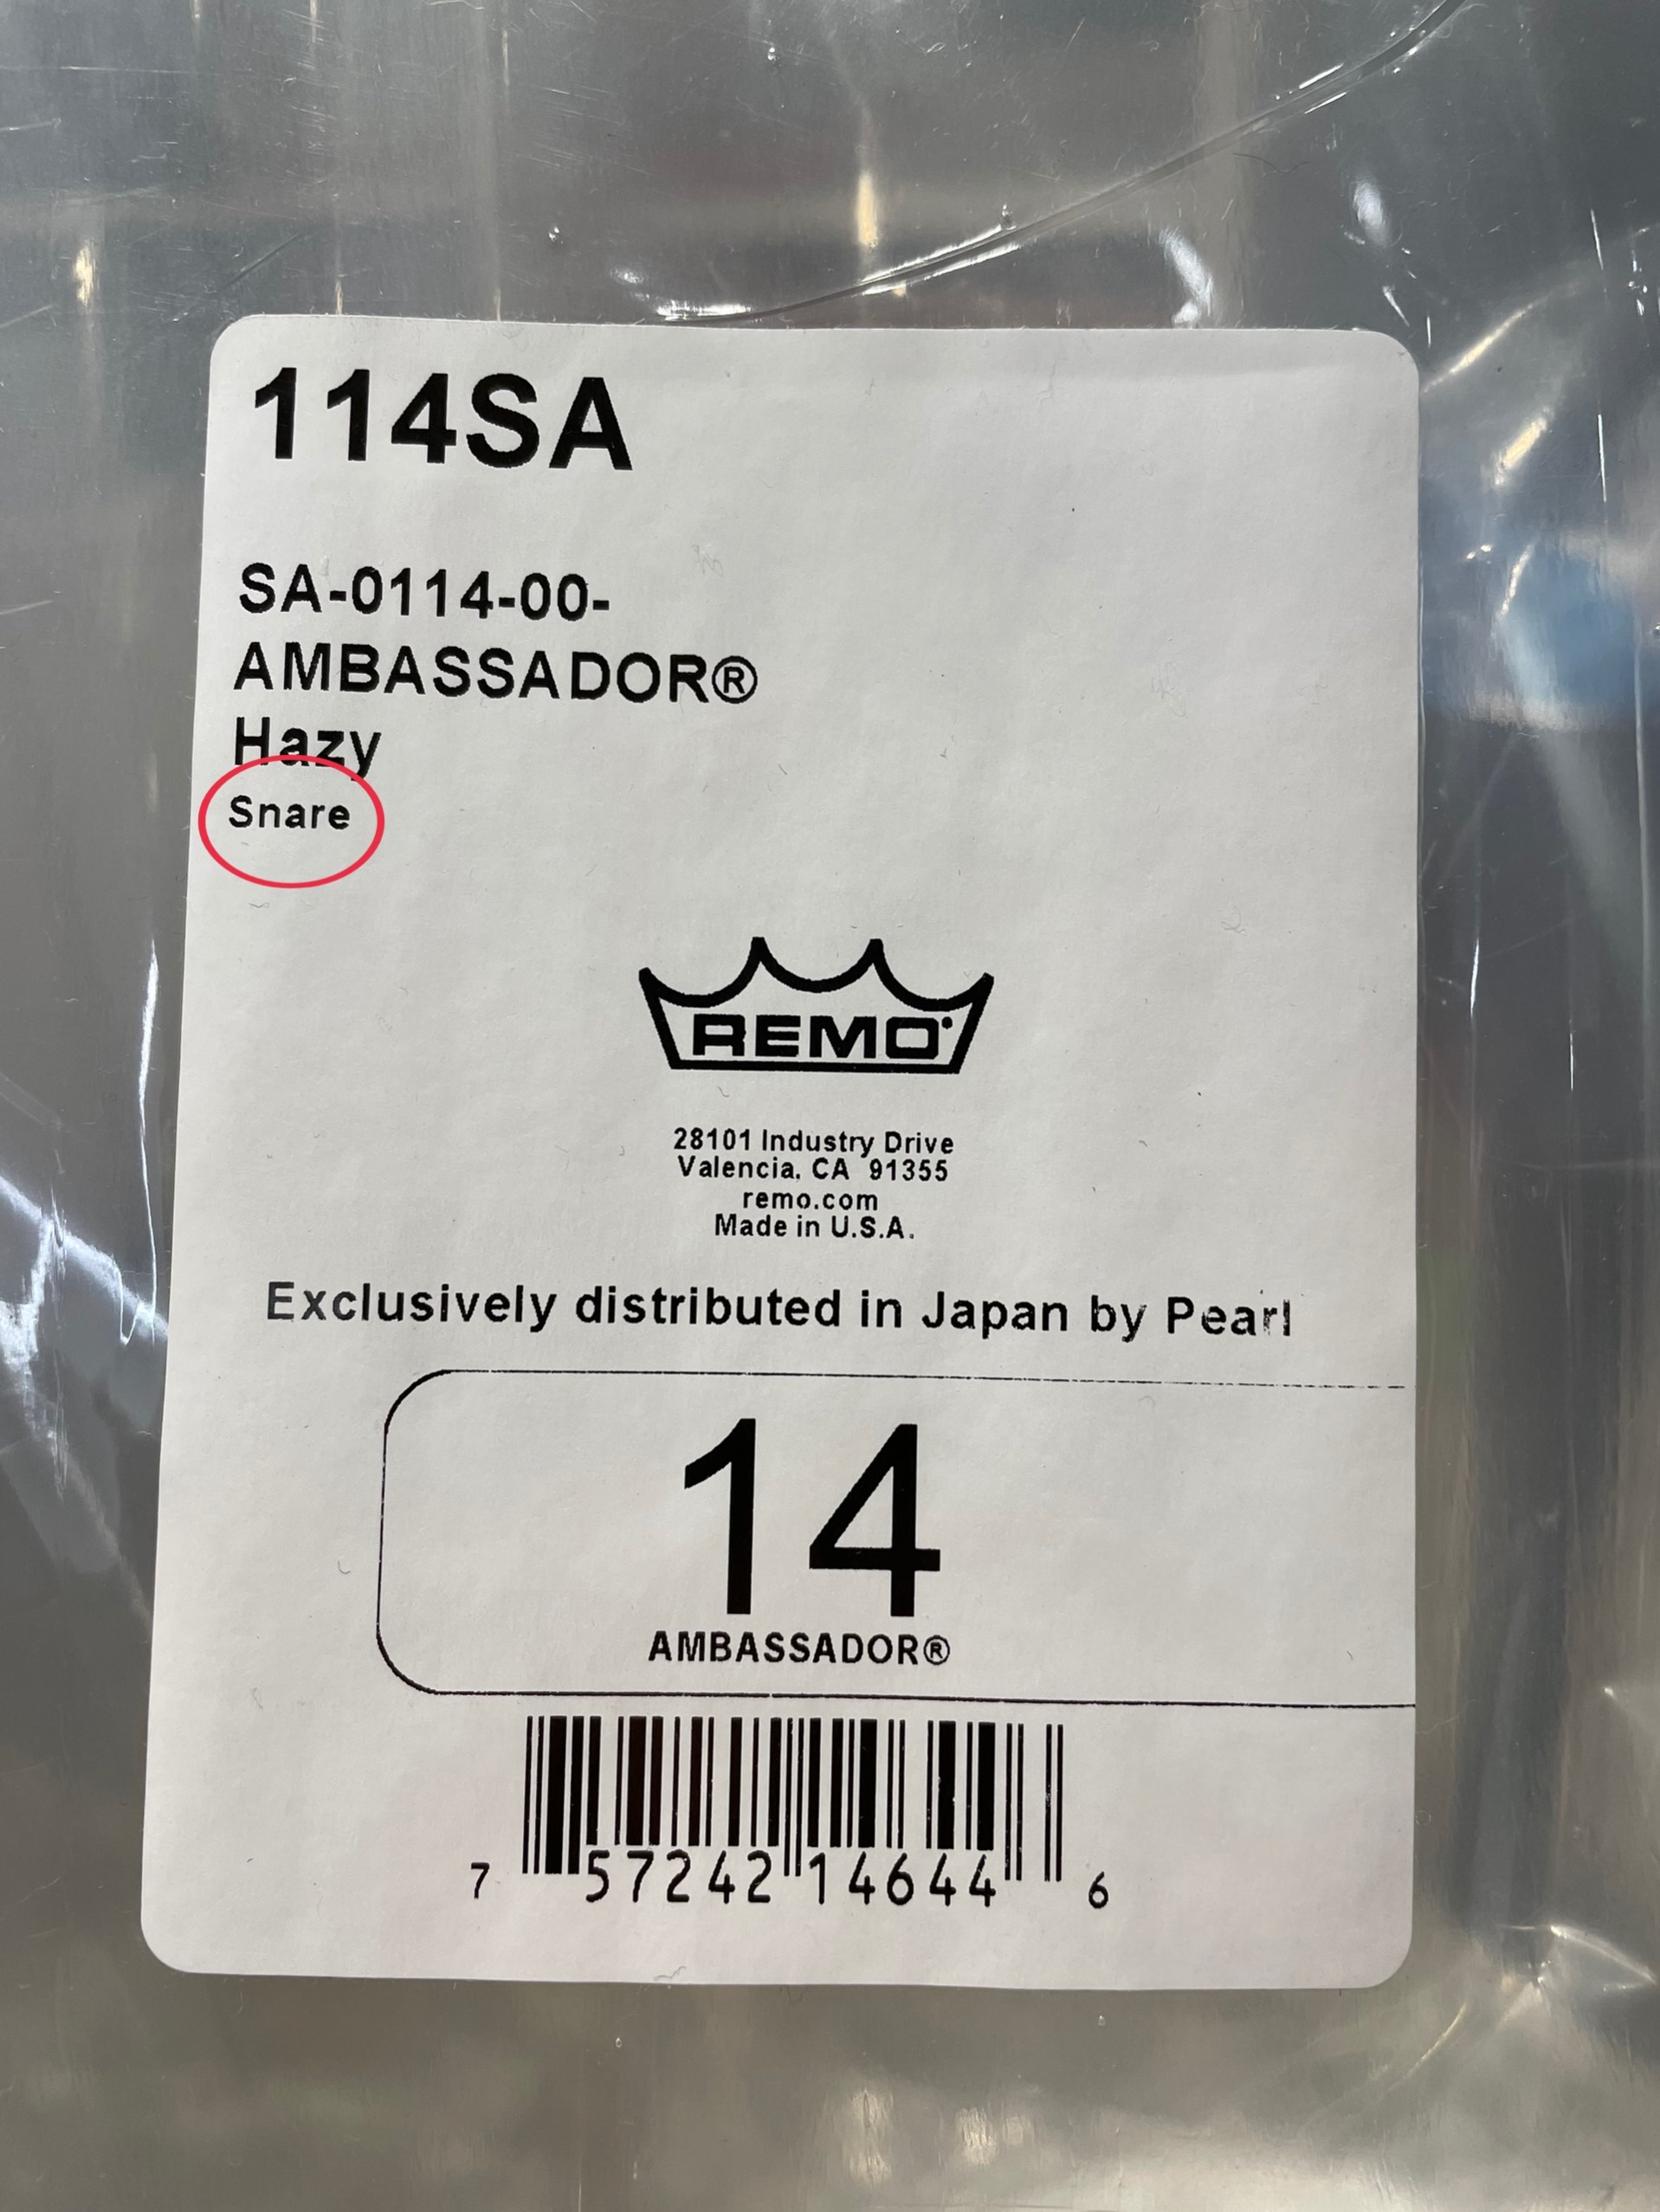 114SA
SA-0114-00-
AMBASSADOR®
Hazy
Snare
REMO
28101 Industry Drive
Valencia, CA 91355
remo.com
Made in U.S.A.
Exclusively distributed in Japan by Pearl
14
AMBASSADOR®
7 57242 14644 6